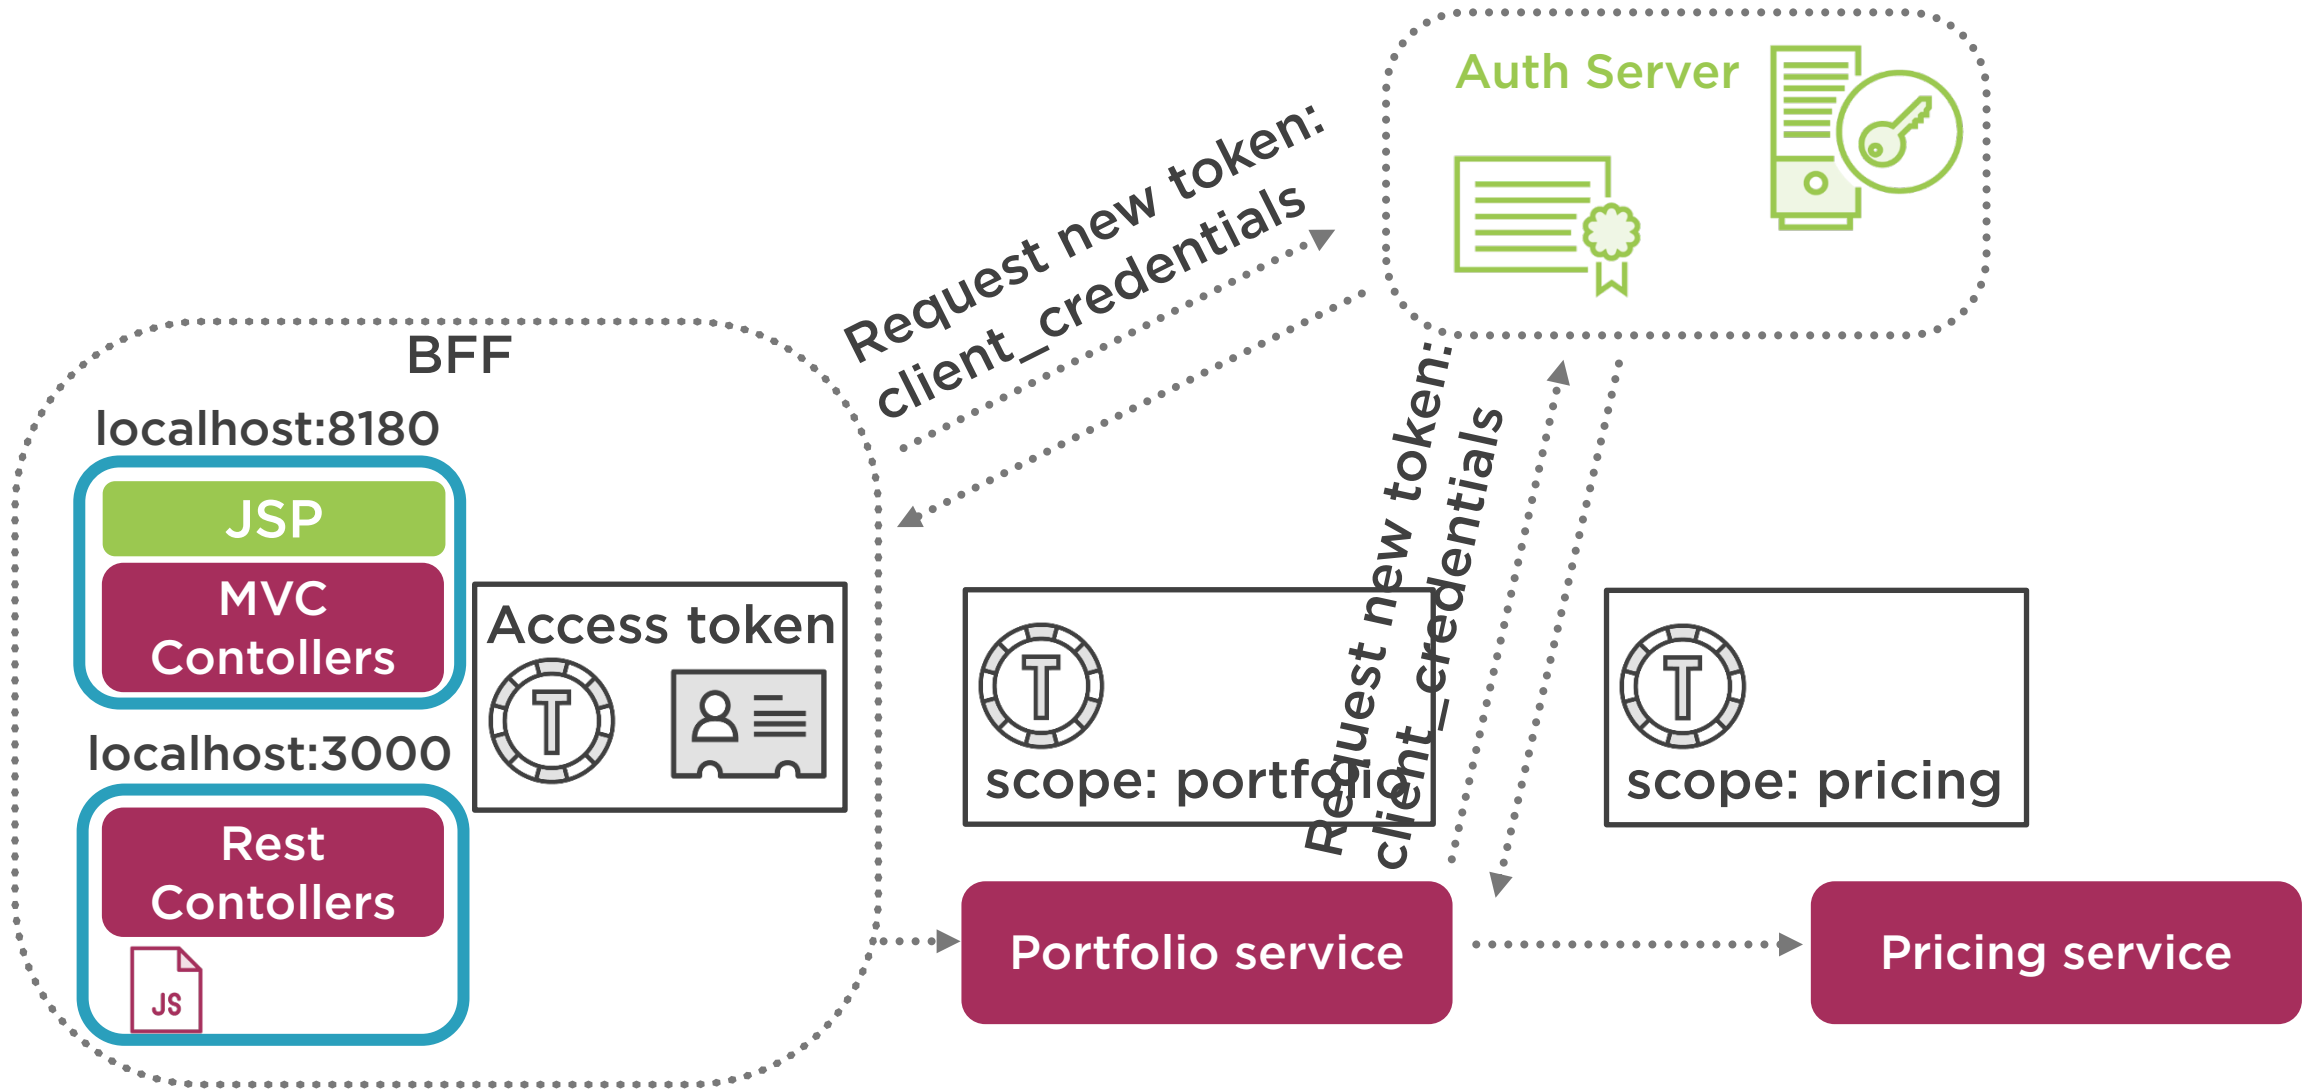 Auth Server
Request new token:
client_credentials
BFF
localhost:8180
JSP
MVC
Contollers
Access token
T
localhost:3000
Rest
Contollers
JS
T
scope: portfolio
Request new token:
client_credentials
T
scope: pricing
Portfolio service
Pricing service